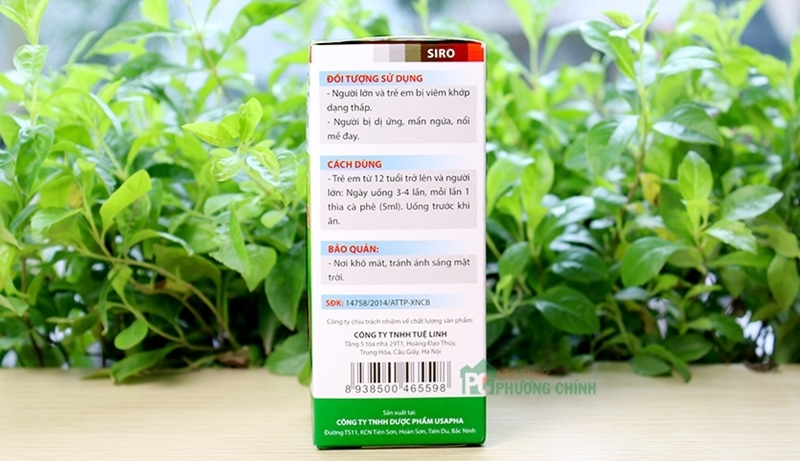 SIRO
ĐỐI TƯỢNG SỬ DỤNG
- Người lớn và trẻ em bị viêm khớp
dạng thấp.
- Người bị dị ứng, mẩn ngứa, nổi
mề đay.
CÁCH DÙNG
- Trẻ em từ 12 tuổi trở lên và người
lớn: Ngày uống 3-4 lần, mỗi lần 1
thìa cà phê (5ml). Uống trước khi
ăn.
BẢO QUẢN:
- Nơi khô mát, tránh ánh sáng mặt
trời.
SĐK: 14758/2014/ATTP-XNCB
Công ty chịu trách nhiệm về chất lượng sản phẩm:
CÔNG TY TNHH TUỆ LINH
Tầng 5 tòa nhà 29T1, Hoàng Đạo Thúy,
Trung Hòa, Cầu Giấy, Hà Nội
8 938500 465598
PHƯƠNG CHÍNH
Sản xuất tại:
CÔNG TY TNHH DƯỢC PHẨM USAPHA
Đường TS11, KCN Tiên Sơn, Hoàn Sơn, Tiên Du, Bắc Ninh